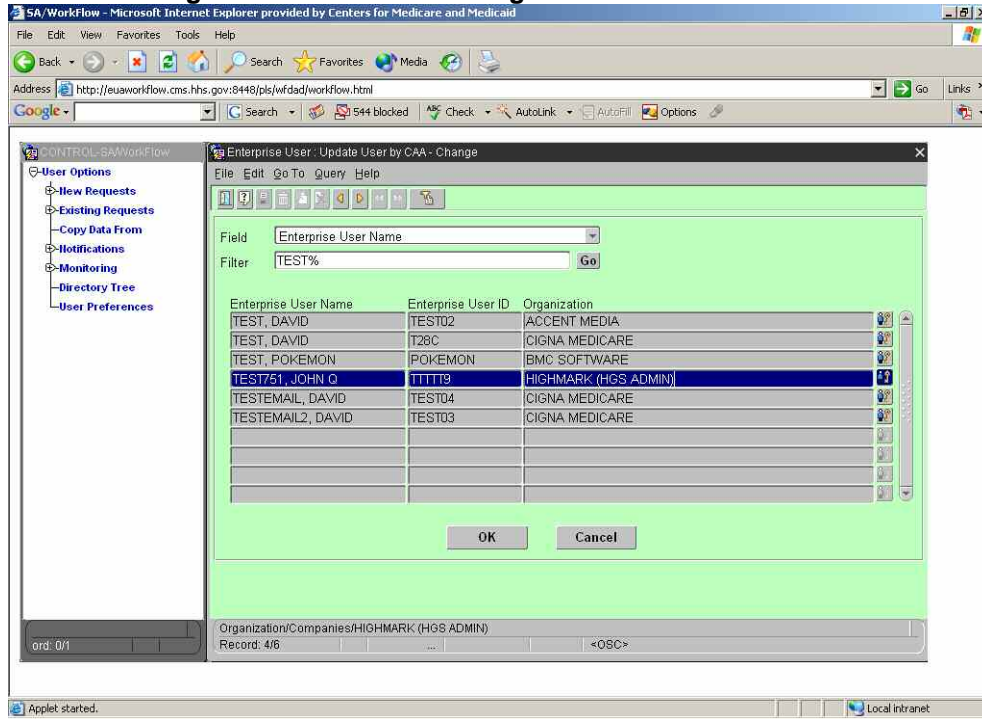 SA/WorkFlow - Microsoft Internet Explorer provided by Centers for Medicare and Medicaid
File Edit View Favorites Tools Help
Back Search Favorites Media
Address http://euaworkflow.cms.hhs.gov:8448/pls/wfdad/workflow.html Go Links
Google Search 544 blocked Check AutoLink AutoFill Options
CONTROL-SA/WorkFlow
User Options
New Requests
Existing Requests
Copy Data From
Notifications
Monitoring
Directory Tree
User Preferences
ord: 0/1
Enterprise User : Update User by CAA - Change
File Edit Go To Query Help
Field Enterprise User Name
Filter TEST% Go
Enterprise User Name Enterprise User ID Organization
TEST, DAVID TEST02 ACCENT MEDIA
TEST, DAVID T28C CIGNA MEDICARE
TEST, POKEMON POKEMON BMC SOFTWARE
TEST751, JOHN Q TTTTT9 HIGHMARK (HGS ADMIN)
TESTEMAIL, DAVID TEST04 CIGNA MEDICARE
TESTEMAIL2, DAVID TEST03 CIGNA MEDICARE
OK Cancel
Organization/Companies/HIGHMARK (HGS ADMIN)
Record: 4/6 ... <OSC>
Applet started. Local intranet